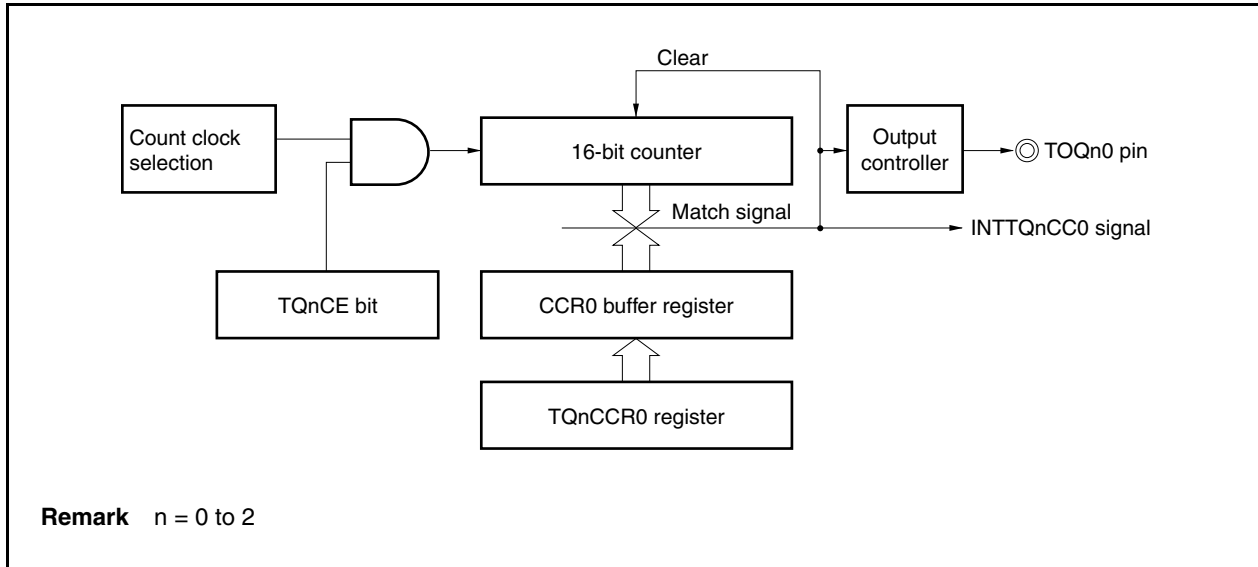 Clear
Count clock
selection
16-bit counter
Output
controller
TOQn0 pin
Match signal
INTTQnCC0 signal
TQnCE bit
CCR0 buffer register
TQnCCR0 register
Remark n = 0 to 2